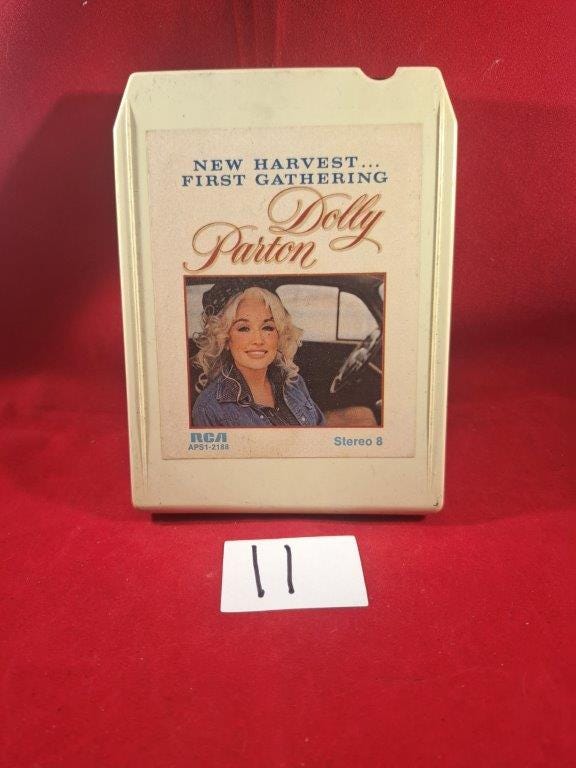 NEW HARVEST...
FIRST GATHERING
Dolly
Parton
RCA
APS1-2188
Stereo 8
11